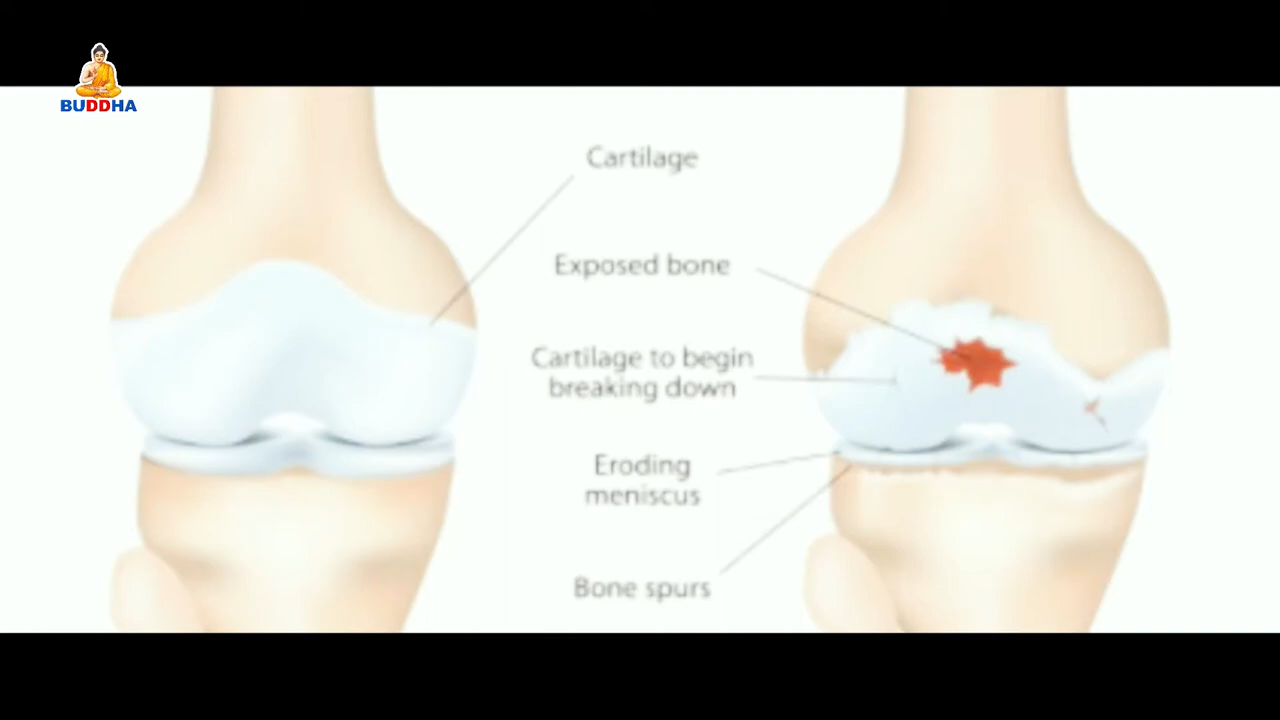 BUDDHA
Cartilage
Exposed bone
Cartilage to begin
breaking down
Eroding
meniscus
Bone spurs